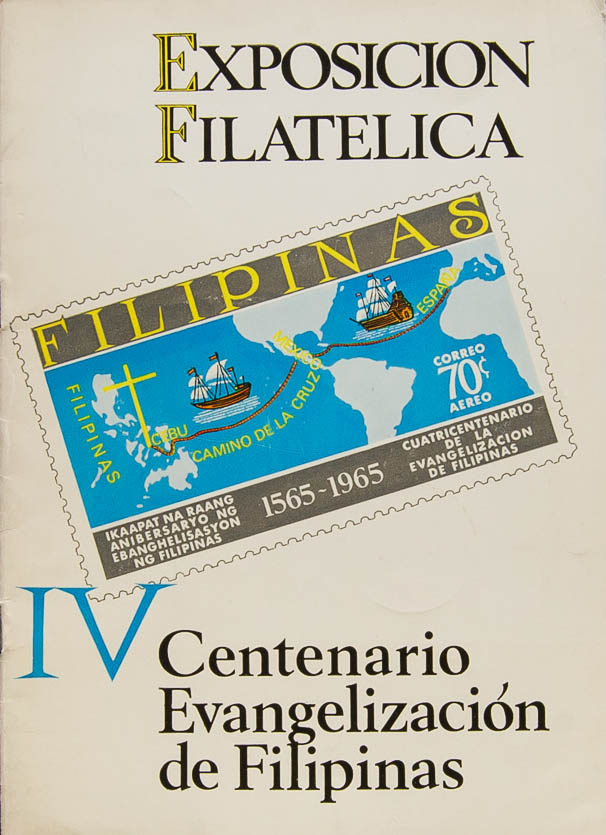 EXPOSICION
FILATELICA
FILIPINAS
ESPAÑA
MEXICO
CORREO
70¢
AEREO
FILIPINAS
CEBU
CAMINO DE LA CRUZ
IKAAPAT NA RAANG
ANIBERSARYO NG
EBANGHELISASYON
NG FILIPINAS
1565-1965
CUATRICENTENARIO
DE LA
EVANGELIZACION
DE FILIPINAS
IV Centenario
Evangelización
de Filipinas